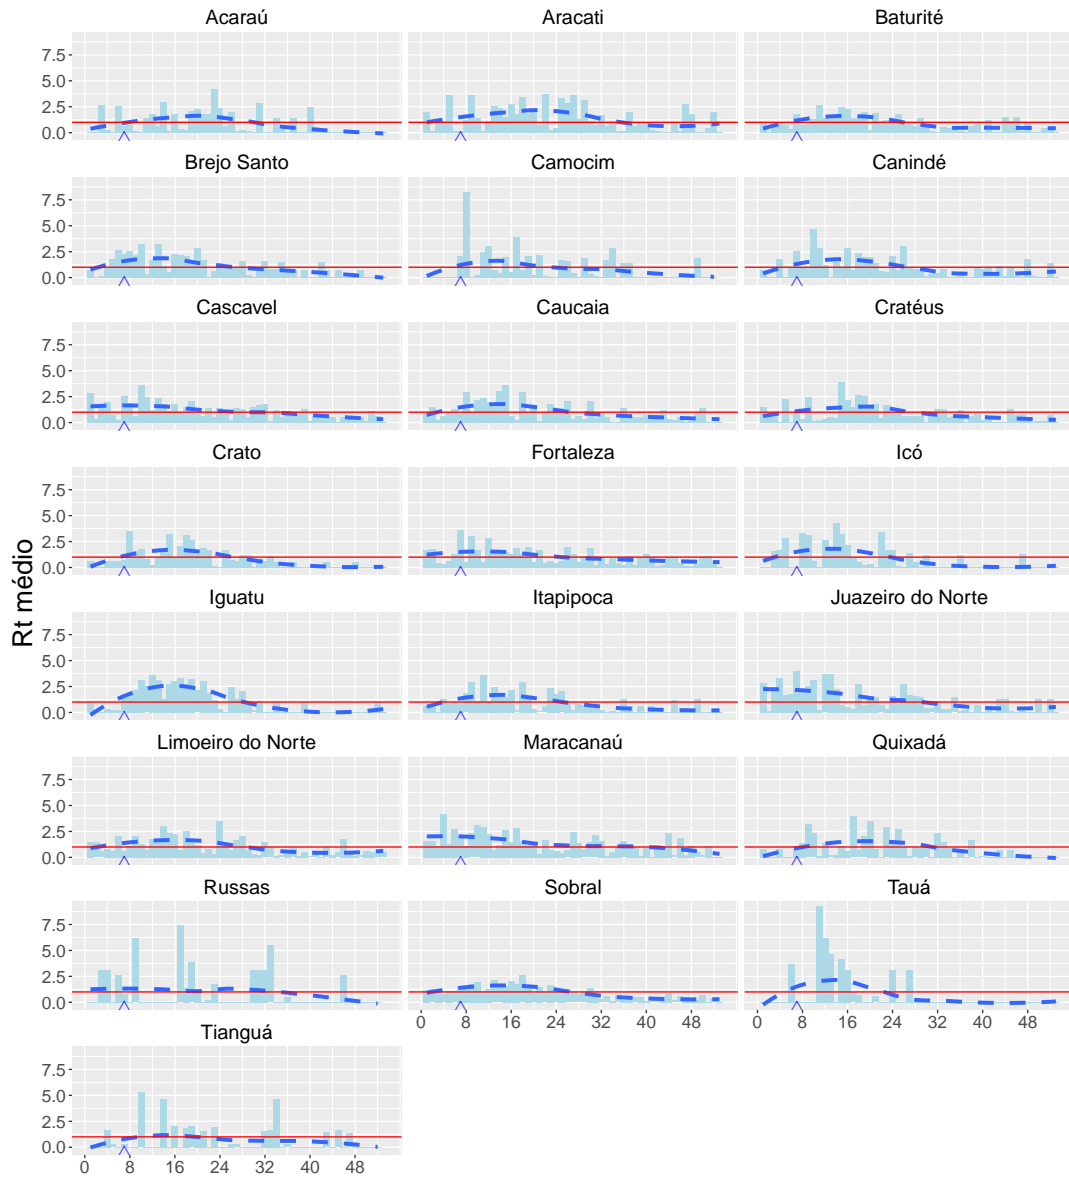 Acaraú Aracati Baturité
7.5
5.0
2.5
0.0
Brejo Santo Camocim Canindé
7.5
5.0
2.5
0.0
Cascavel Caucaia Cratéus
7.5
5.0
2.5
0.0
Crato Fortaleza Icó
7.5
5.0
2.5
0.0
Rt médio
Iguatu Itapipoca Juazeiro do Norte
7.5
5.0
2.5
0.0
Limoeiro do Norte Maracanaú Quixadá
7.5
5.0
2.5
0.0
Russas Sobral Tauá
7.5
5.0
2.5
0.0
0 8 16 24 32 40 48 0 8 16 24 32 40 48
Tianguá
7.5
5.0
2.5
0.0
0 8 16 24 32 40 48